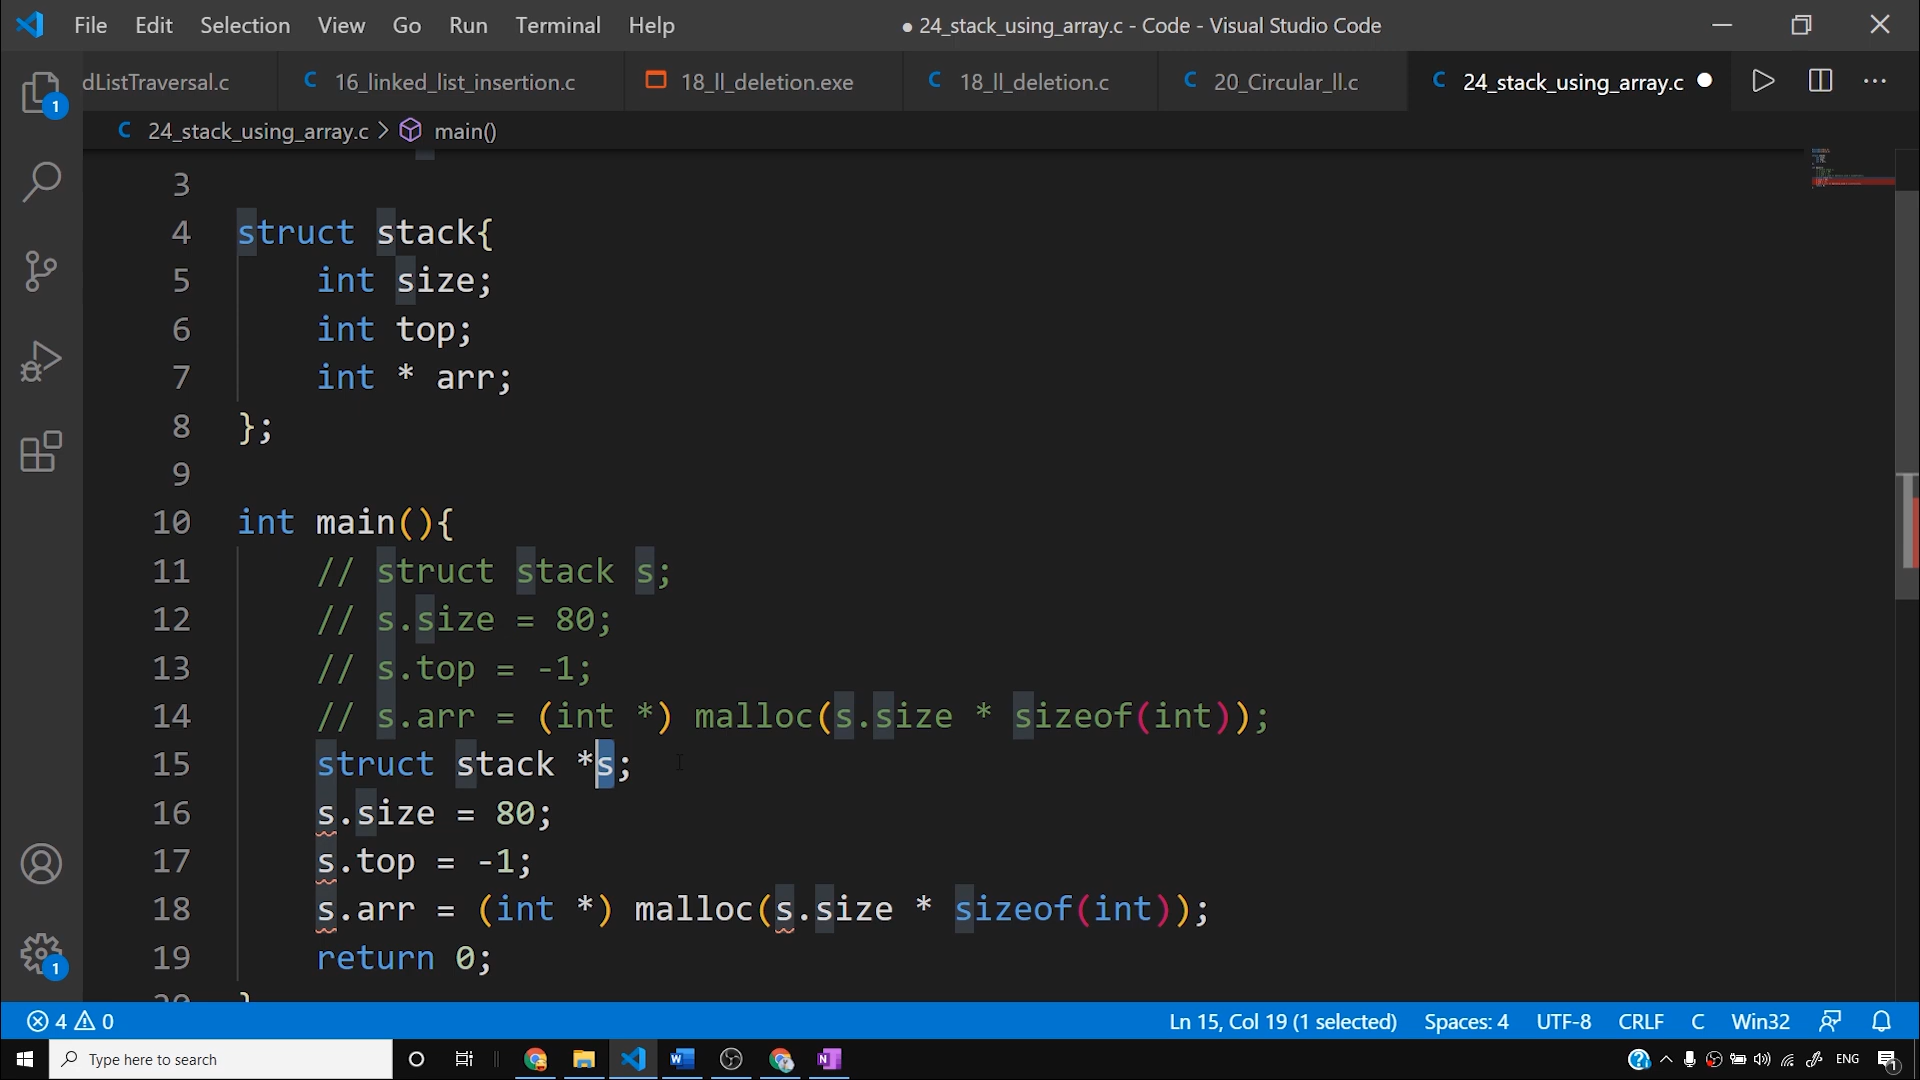 File Edit Selection View Go Run Terminal Help ● 24_stack_using_array.c - Code - Visual Studio Code
dListTraversal.c C 16_linked_list_insertion.c 18_ll_deletion.exe C 18_ll_deletion.c C 20_Circular_ll.c C 24_stack_using_array.c ●
1
C 24_stack_using_array.c > main()
3
4 struct stack{
5 int size;
6 int top;
7 int * arr;
8 };
9
10 int main(){
11 // struct stack s;
12 // s.size = 80;
13 // s.top = -1;
14 // s.arr = (int *) malloc(s.size * sizeof(int));
15 struct stack *s;
16 s.size = 80;
17 s.top = -1;
18 s.arr = (int *) malloc(s.size * sizeof(int));
19 return 0;
20 }
1
4 0 Ln 15, Col 19 (1 selected) Spaces: 4 UTF-8 CRLF C Win32
Type here to search ENG 1